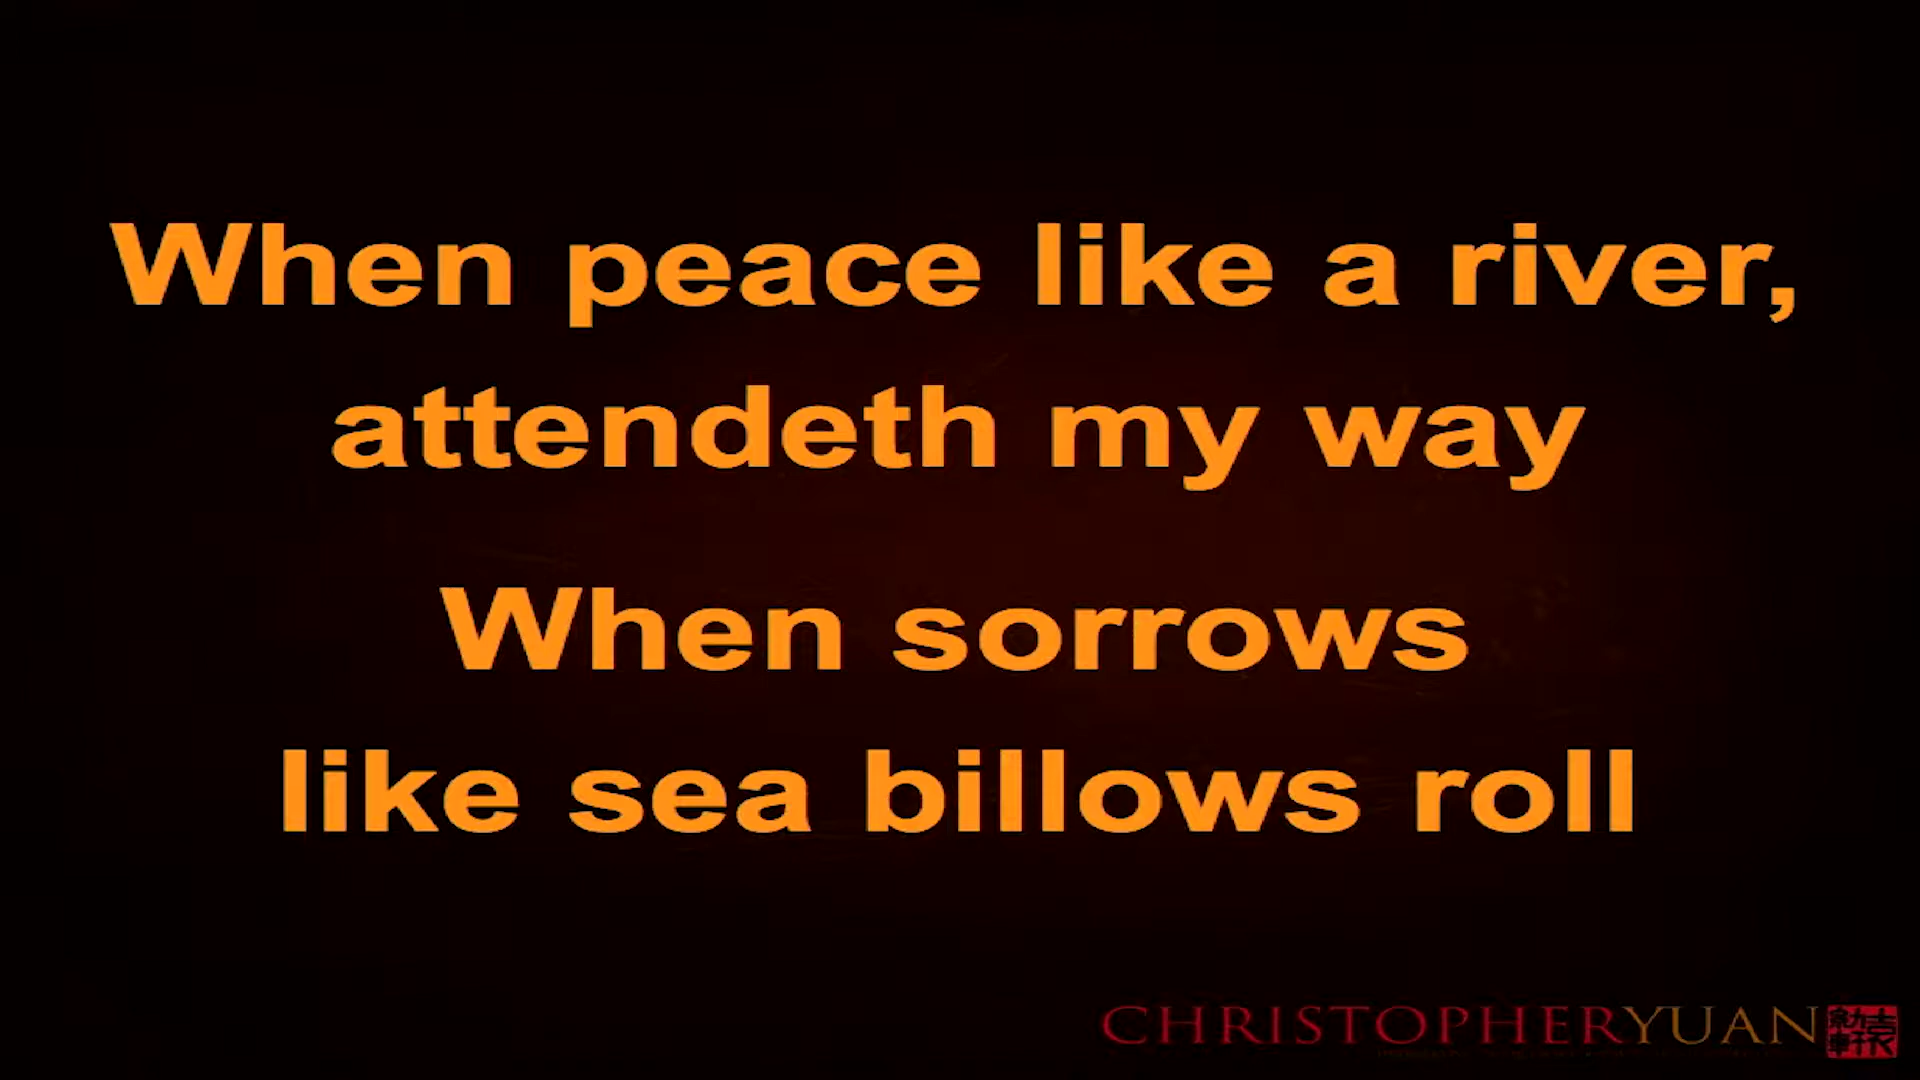 When peace like a river,
attendeth my way
When sorrows
like sea billows roll
CHRISTOPHERYUAN